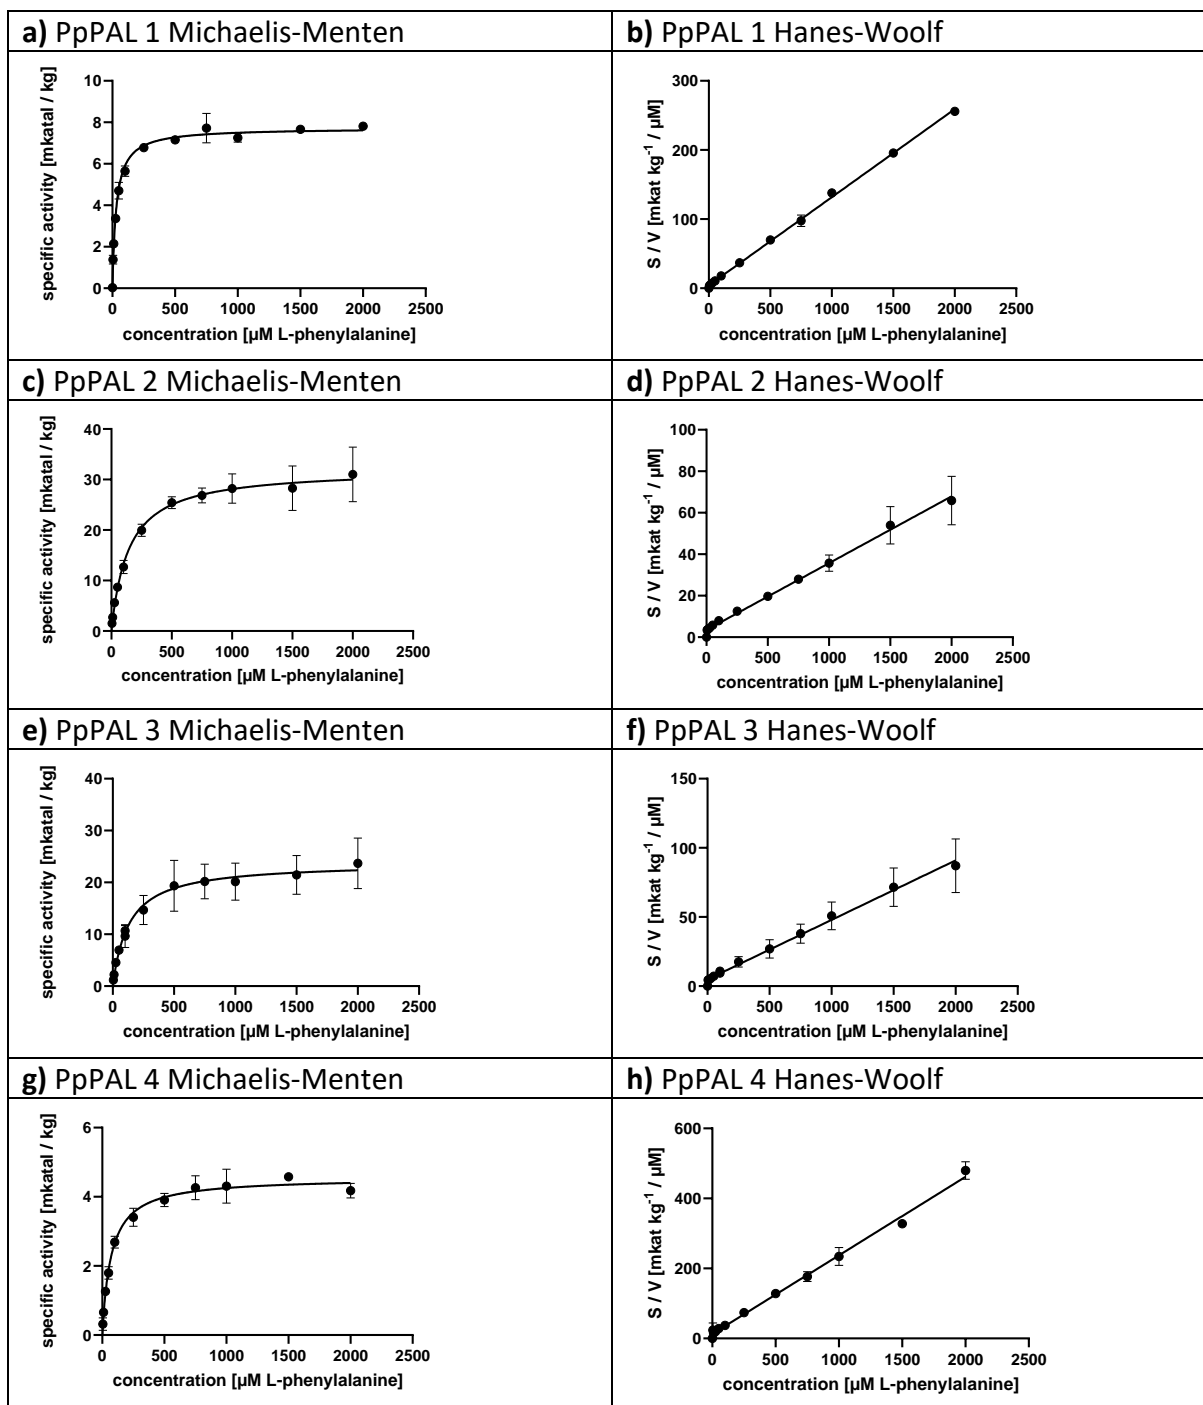 a) PpPAL 1 Michaelis-Menten
b) PpPAL 1 Hanes-Woolf
specific activity [mkatal / kg]
10
8
6
4
2
0
0 500 1000 1500 2000 2500
concentration [µM L-phenylalanine]
S / V [mkat kg-1 / µM]
300
200
100
0
0 500 1000 1500 2000 2500
concentration [µM L-phenylalanine]
c) PpPAL 2 Michaelis-Menten
d) PpPAL 2 Hanes-Woolf
specific activity [mkatal / kg]
40
30
20
10
0
0 500 1000 1500 2000 2500
concentration [µM L-phenylalanine]
S / V [mkat kg-1 / µM]
100
80
60
40
20
0
0 500 1000 1500 2000 2500
concentration [µM L-phenylalanine]
e) PpPAL 3 Michaelis-Menten
f) PpPAL 3 Hanes-Woolf
specific activity [mkatal / kg]
40
30
20
10
0
0 500 1000 1500 2000 2500
concentration [µM L-phenylalanine]
S / V [mkat kg-1 / µM]
150
100
50
0
0 500 1000 1500 2000 2500
concentration [µM L-phenylalanine]
g) PpPAL 4 Michaelis-Menten
h) PpPAL 4 Hanes-Woolf
specific activity [mkatal / kg]
6
4
2
0
0 500 1000 1500 2000 2500
concentration [µM L-phenylalanine]
S / V [mkat kg-1 / µM]
600
400
200
0
0 500 1000 1500 2000 2500
concentration [µM L-phenylalanine]